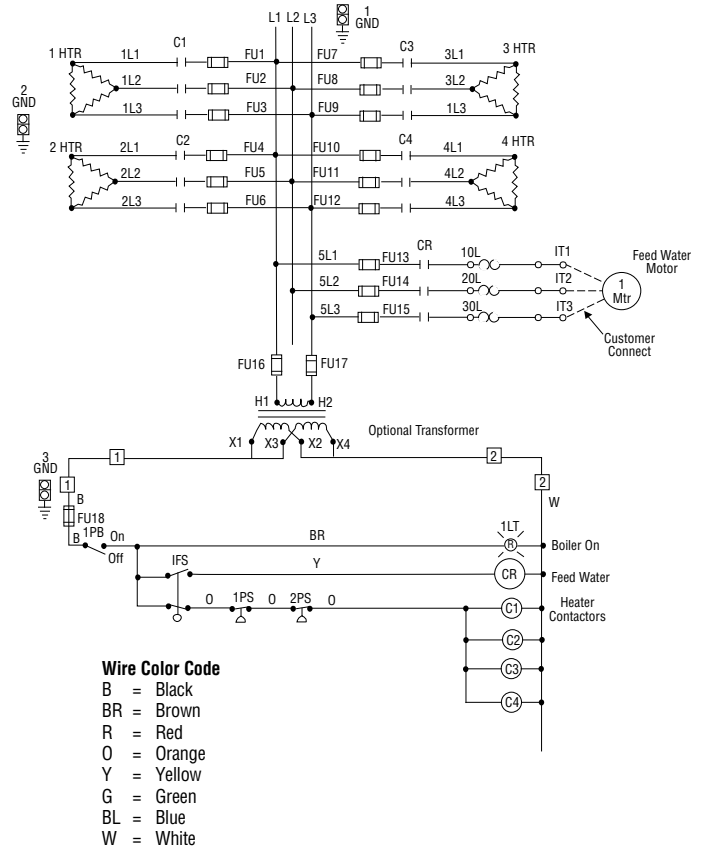 L1 L2 L3
1
GND
1 HTR 1L1 C1 FU1 FU7 C3 3L1 3 HTR
1L2 FU2 FU8 3L2
2
GND
1L3 FU3 FU9 1L3
2 HTR 2L1 C2 FU4 FU10 C4 4L1 4 HTR
2L2 FU5 FU11 4L2
2L3 FU6 FU12 4L3
5L1 FU13 CR 10L IT1
Feed Water
Motor
5L2 FU14 20L IT2
1
Mtr
5L3 FU15 30L IT3
Customer
Connect
FU16 FU17
H1 H2
Optional Transformer
X1 X3 X2 X4
1 2
3
GND
1 2
B W
FU18
B 1PB On BR 1LT R Boiler On
Off
IFS Y CR Feed Water
O 1PS O 2PS O C1 Heater
Contactors
C2
C3
C4
Wire Color Code
B = Black
BR = Brown
R = Red
O = Orange
Y = Yellow
G = Green
BL = Blue
W = White